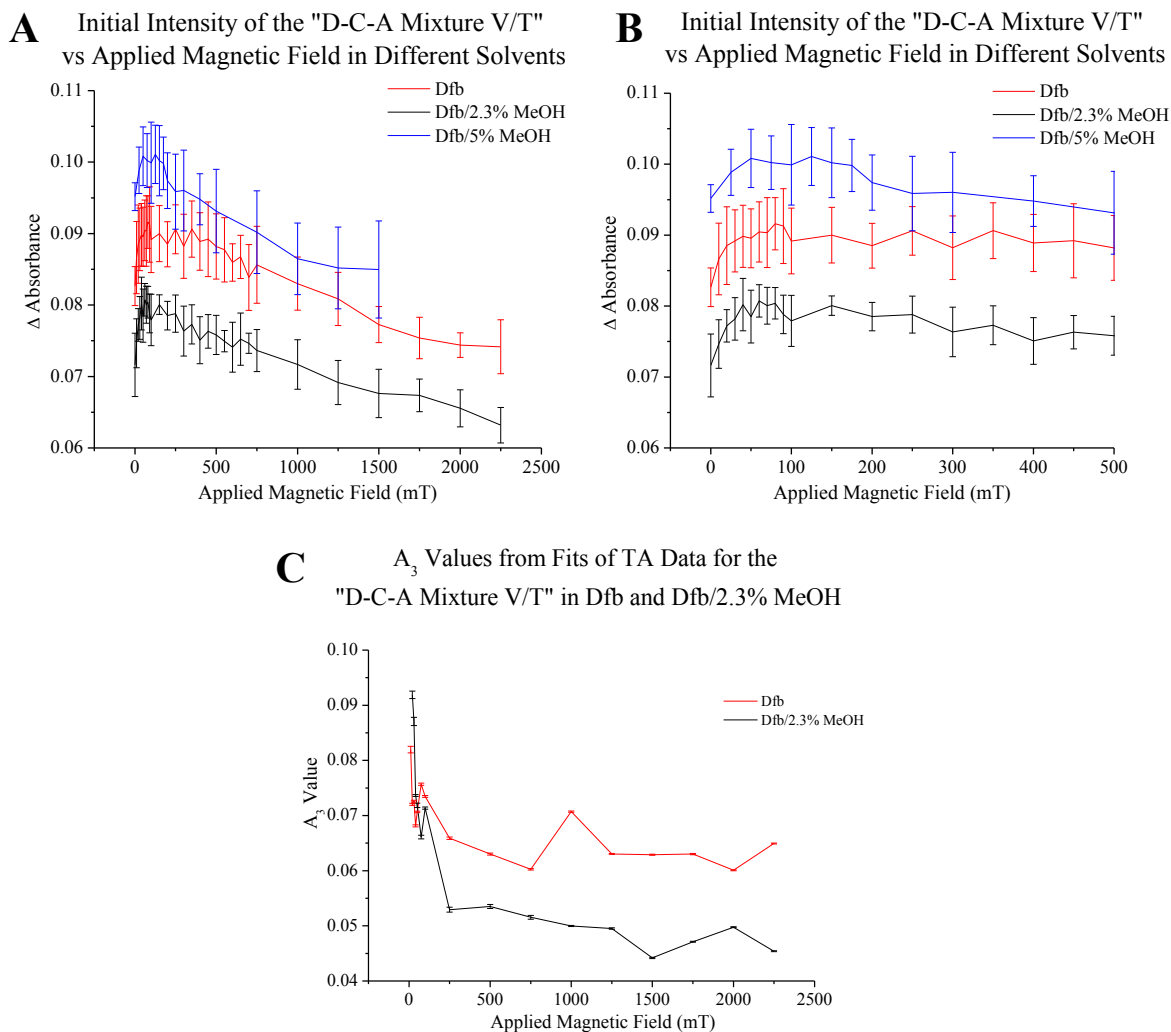 A
Initial Intensity of the "D-C-A Mixture V/T"
vs Applied Magnetic Field in Different Solvents
Dfb
Dfb/2.3% MeOH
Dfb/5% MeOH
0.11
0.10
0.09
0.08
0.07
0.06
Δ Absorbance
0
500
1000
1500
2000
2500
Applied Magnetic Field (mT)
B
Initial Intensity of the "D-C-A Mixture V/T"
vs Applied Magnetic Field in Different Solvents
Dfb
Dfb/2.3% MeOH
Dfb/5% MeOH
0.11
0.10
0.09
0.08
0.07
0.06
Δ Absorbance
0
100
200
300
400
500
Applied Magnetic Field (mT)
C
A₃ Values from Fits of TA Data for the
"D-C-A Mixture V/T" in Dfb and Dfb/2.3% MeOH
Dfb
Dfb/2.3% MeOH
0.10
0.09
0.08
0.07
0.06
0.05
0.04
A₃ Value
0
500
1000
1500
2000
2500
Applied Magnetic Field (mT)